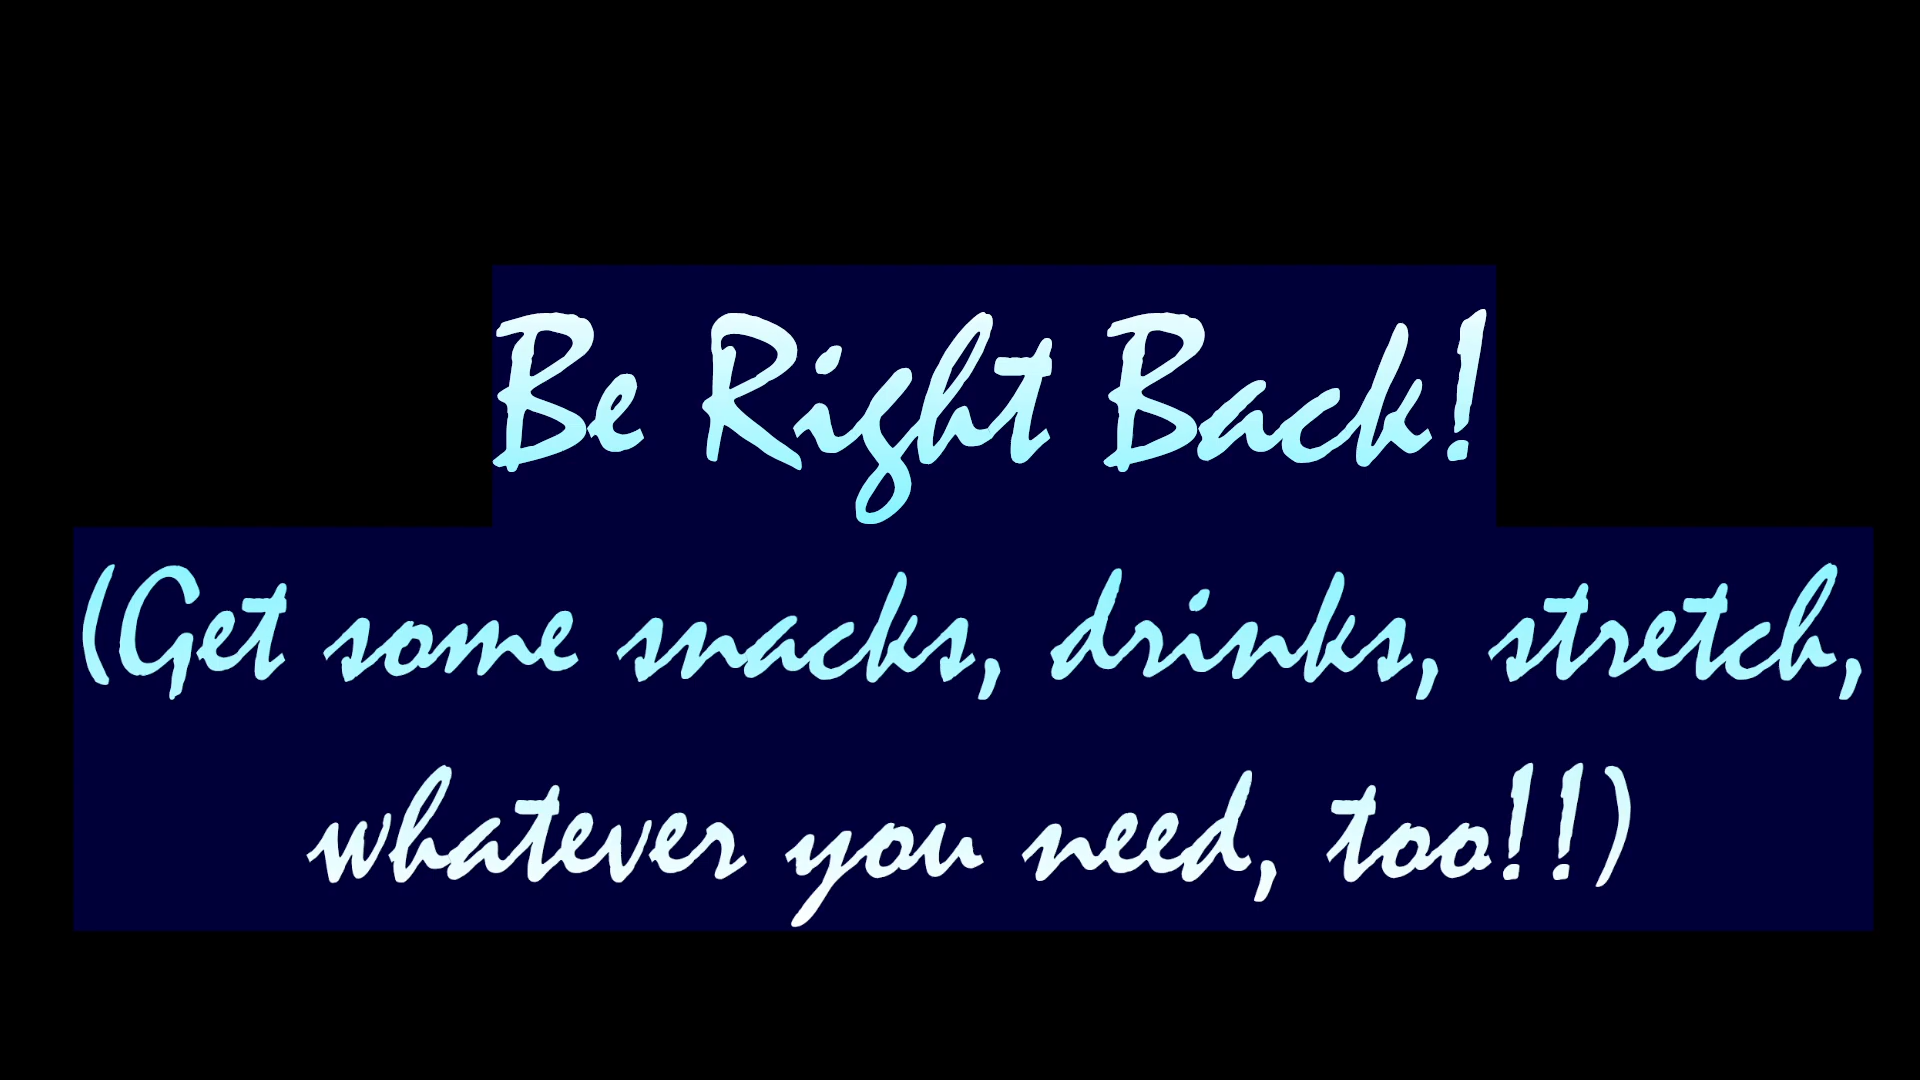 Be Right Back!
(Get some snacks, drinks, stretch,
whatever you need, too!!)